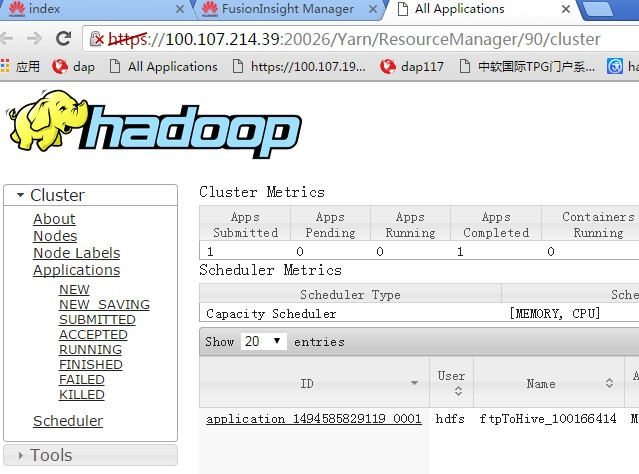 index
FusionInsight Manager
All Applications
https://100.107.214.39:20026/Yarn/ResourceManager/90/cluster
应用
dap
All Applications
https://100.107.19...
dap117
中软国际TPG门户系...
ha
hadoop
Cluster
About
Nodes
Node Labels
Applications
NEW
NEW_SAVING
SUBMITTED
ACCEPTED
RUNNING
FINISHED
FAILED
KILLED
Scheduler
Tools
Cluster Metrics
Apps Submitted
Apps Pending
Apps Running
Apps Completed
Containers Running
1 0 0 1 0
Scheduler Metrics
Scheduler Type Sche
Capacity Scheduler [MEMORY, CPU]
Show 20 entries
ID User Name A
application_1494585829119_0001 hdfs ftpToHive_100166414 M